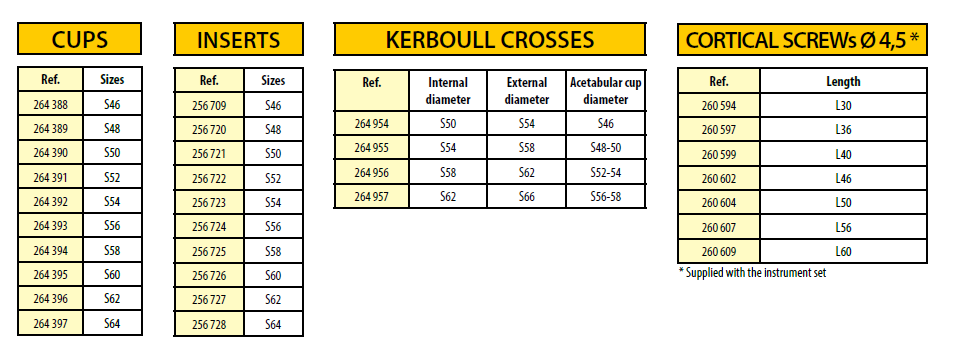 CUPS
Ref. Sizes
264 388 S46
264 389 S48
264 390 S50
264 391 S52
264 392 S54
264 393 S56
264 394 S58
264 395 S60
264 396 S62
264 397 S64
INSERTS
Ref. Sizes
256 709 S46
256 720 S48
256 721 S50
256 722 S52
256 723 S54
256 724 S56
256 725 S58
256 726 S60
256 727 S62
256 728 S64
KERBOULL CROSSES
Ref. Internal External Acetabular cup
diameter diameter diameter
264 954 S50 S54 S46
264 955 S54 S58 S48-50
264 956 S58 S62 S52-54
264 957 S62 S66 S56-58
CORTICAL SCREWs Ø 4,5 *
Ref. Length
260 594 L30
260 597 L36
260 599 L40
260 602 L46
260 604 L50
260 607 L56
260 609 L60
* Supplied with the instrument set